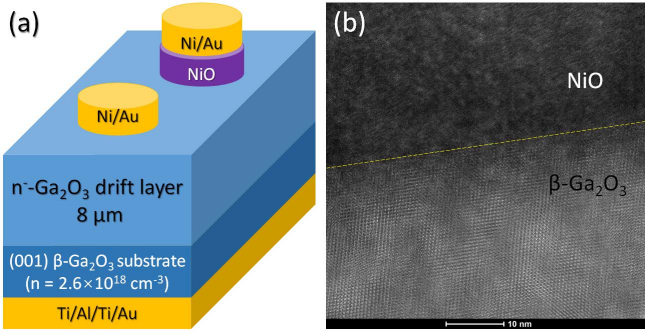 (a)
Ni/Au
NiO
Ni/Au
n⁻-Ga₂O₃ drift layer
8 μm
(001) β-Ga₂O₃ substrate
(n = 2.6×10¹⁸ cm⁻³)
Ti/Al/Ti/Au
(b)
NiO
β-Ga₂O₃
10 nm